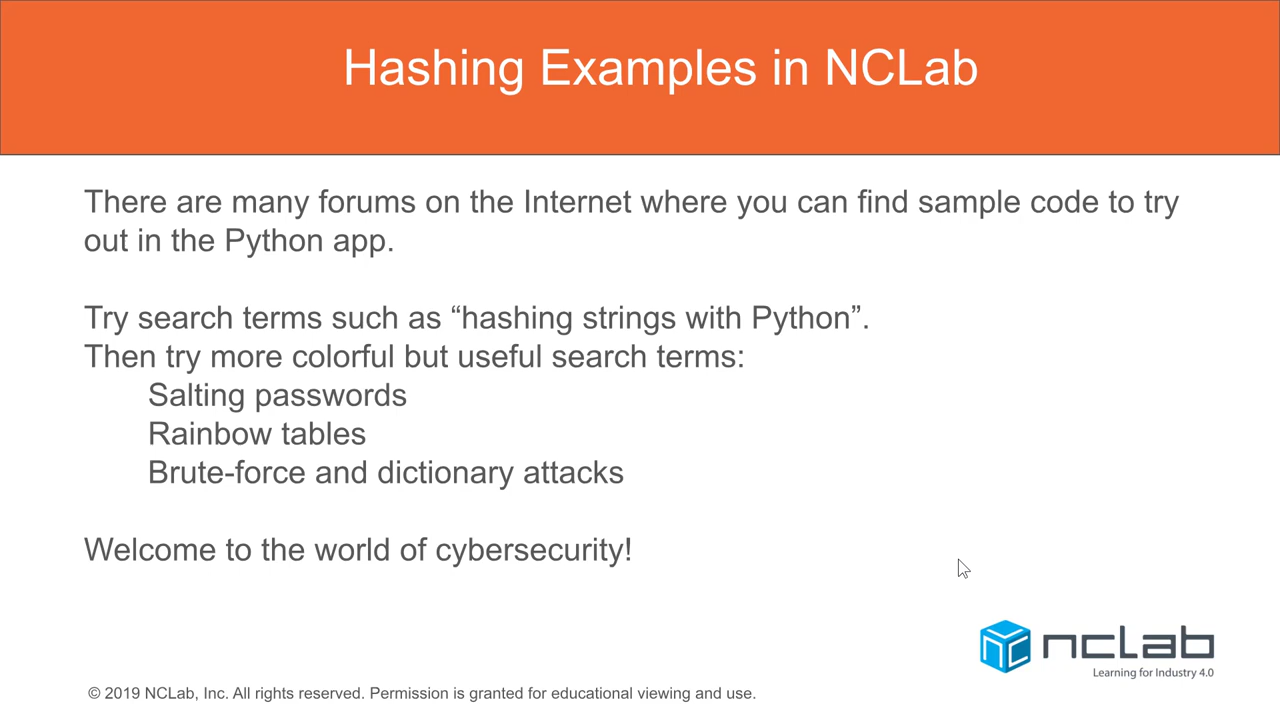 Hashing Examples in NCLab
There are many forums on the Internet where you can find sample code to try
out in the Python app.
Try search terms such as “hashing strings with Python”.
Then try more colorful but useful search terms:
Salting passwords
Rainbow tables
Brute-force and dictionary attacks
Welcome to the world of cybersecurity!
nc nclab
Learning for Industry 4.0
© 2019 NCLab, Inc. All rights reserved. Permission is granted for educational viewing and use.